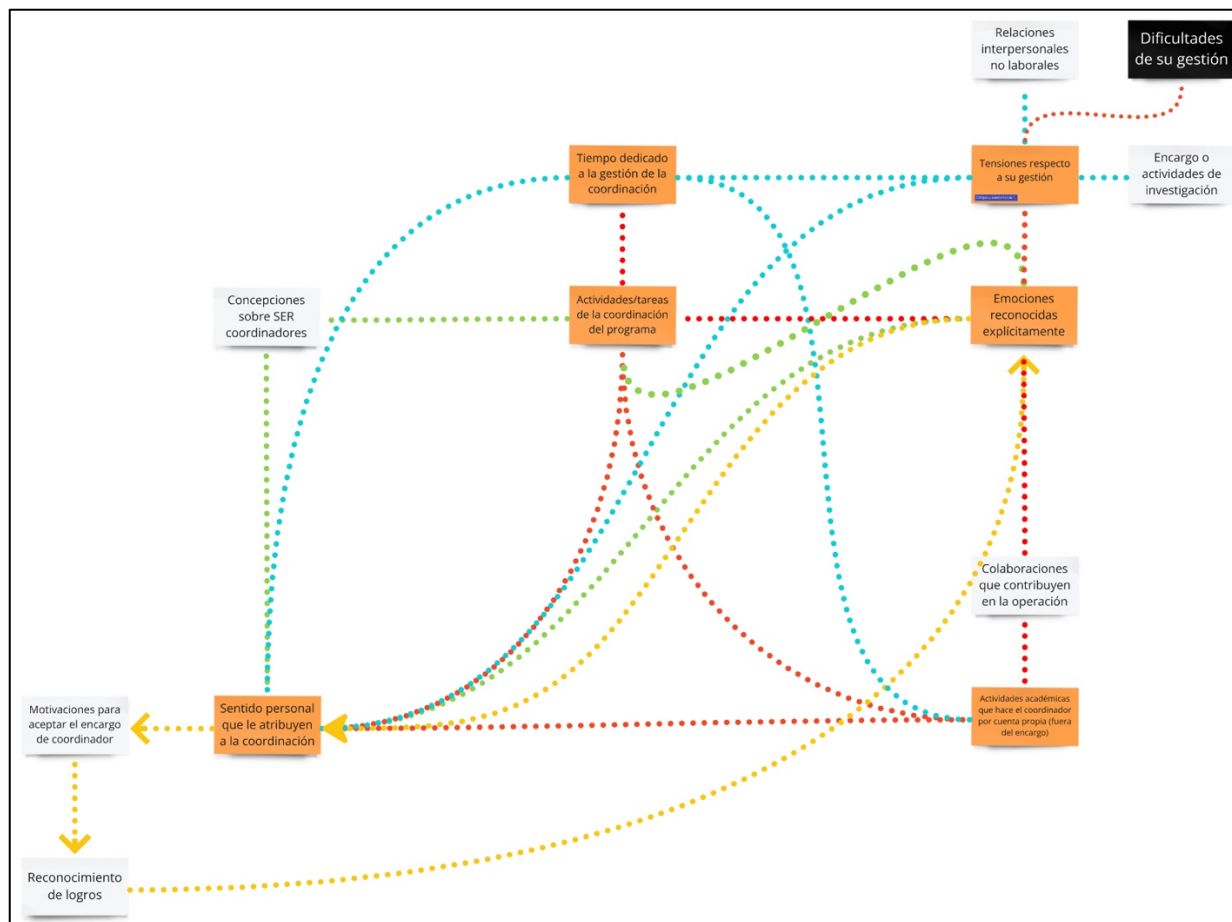 Relaciones
interpersonales
no laborales
Dificultades
de su gestión
Tiempo dedicado
a la gestión de la
coordinación
Tensiones respecto
a su gestión
Encargo o
actividades de
investigación
Concepciones
sobre SER
coordinadores
Actividades/tareas
de la coordinación
del programa
Emociones
reconocidas
explícitamente
Colaboraciones
que contribuyen
en la operación
Motivaciones para
aceptar el encargo
de coordinador
Sentido personal
que le atribuyen
a la coordinación
Actividades académicas
que hace el coordinador
por cuenta propia (fuera
del encargo)
Reconocimiento
de logros